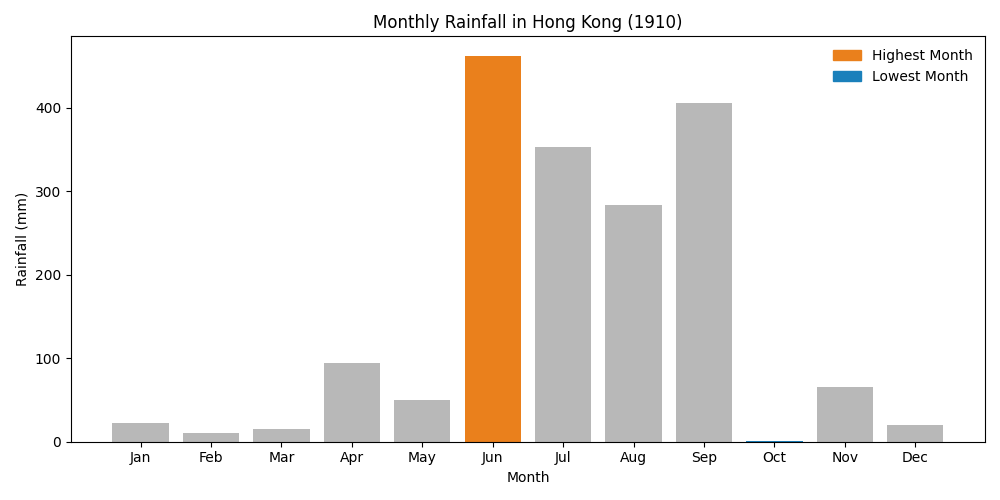 Monthly Rainfall in Hong Kong (1910)
Highest Month
Lowest Month
Rainfall (mm)
400
300
200
100
0
Jan Feb Mar Apr May Jun Jul Aug Sep Oct Nov Dec
Month